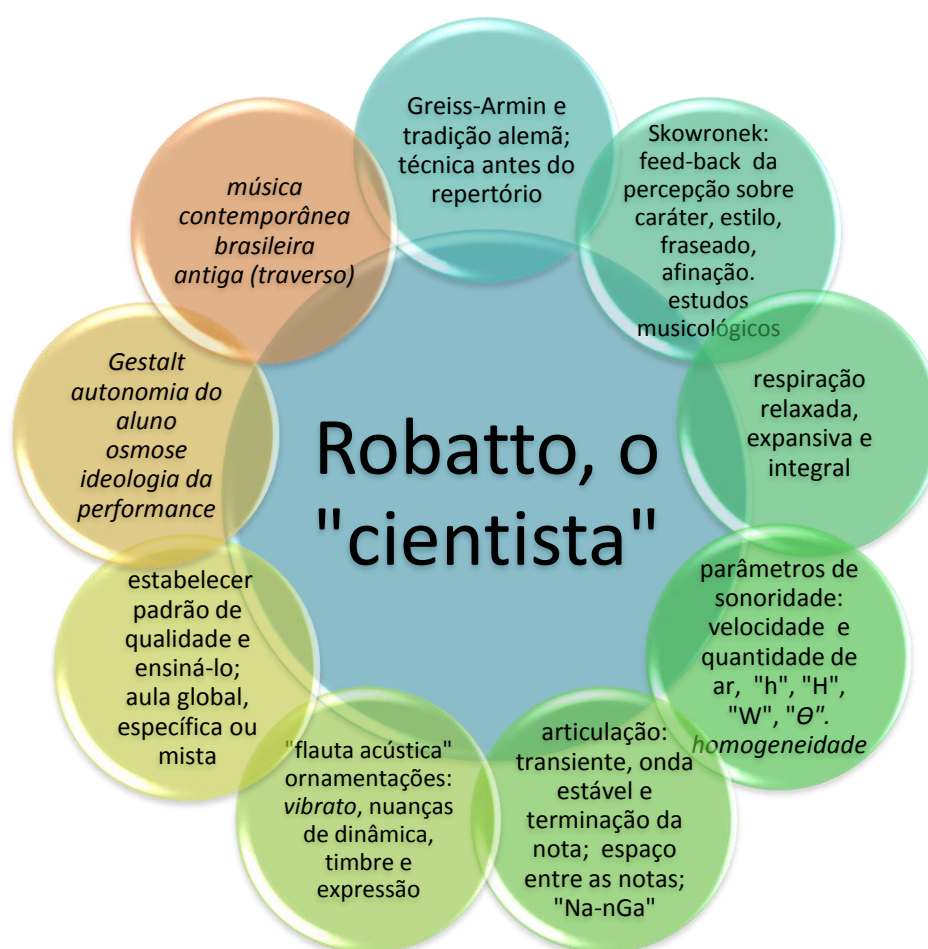 Greiss-Armin e
tradição alemã;
técnica antes do
repertório
Skowronek:
feed-back da
percepção sobre
caráter, estilo,
fraseado,
afinação.
estudos
musicológicos
respiração
relaxada,
expansiva e
integral
parâmetros de
sonoridade:
velocidade e
quantidade de
ar, "h", "H",
"W", "Ɵ".
homogeneidade
articulação:
transiente, onda
estável e
terminação da
nota; espaço
entre as notas;
"Na-nGa"
"flauta acústica"
ornamentações:
vibrato, nuanças
de dinâmica,
timbre e
expressão
estabelecer
padrão de
qualidade e
ensiná-lo;
aula global,
específica ou
mista
Gestalt
autonomia do
aluno
osmose
ideologia da
performance
música
contemporânea
brasileira
antiga (traverso)
Robatto, o
"cientista"